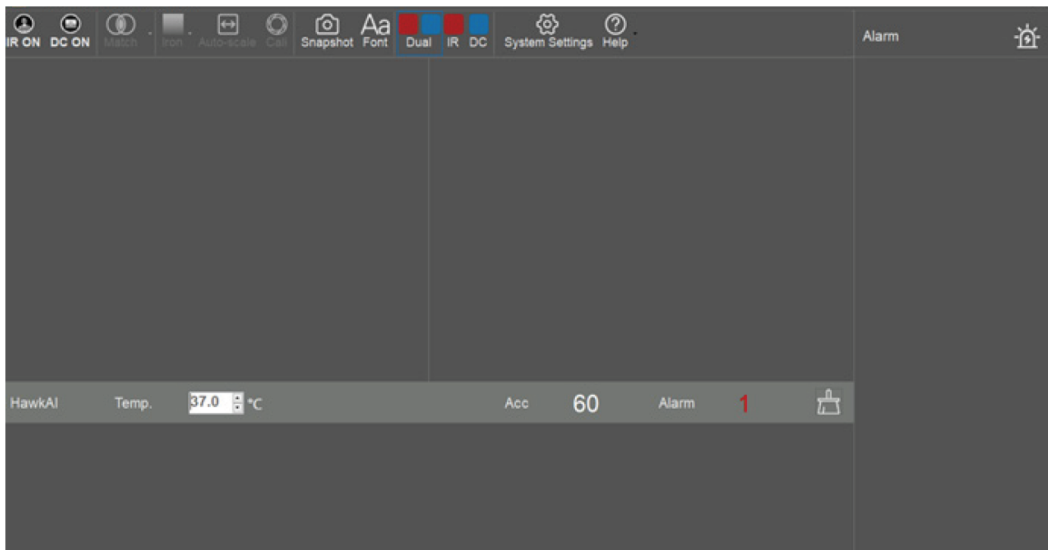 IR ON DC ON Match Iron Auto-scale Cali Snapshot Aa Font Dual IR DC System Settings Help
Alarm
HawkAI Temp. 37.0 °C Acc 60 Alarm 1